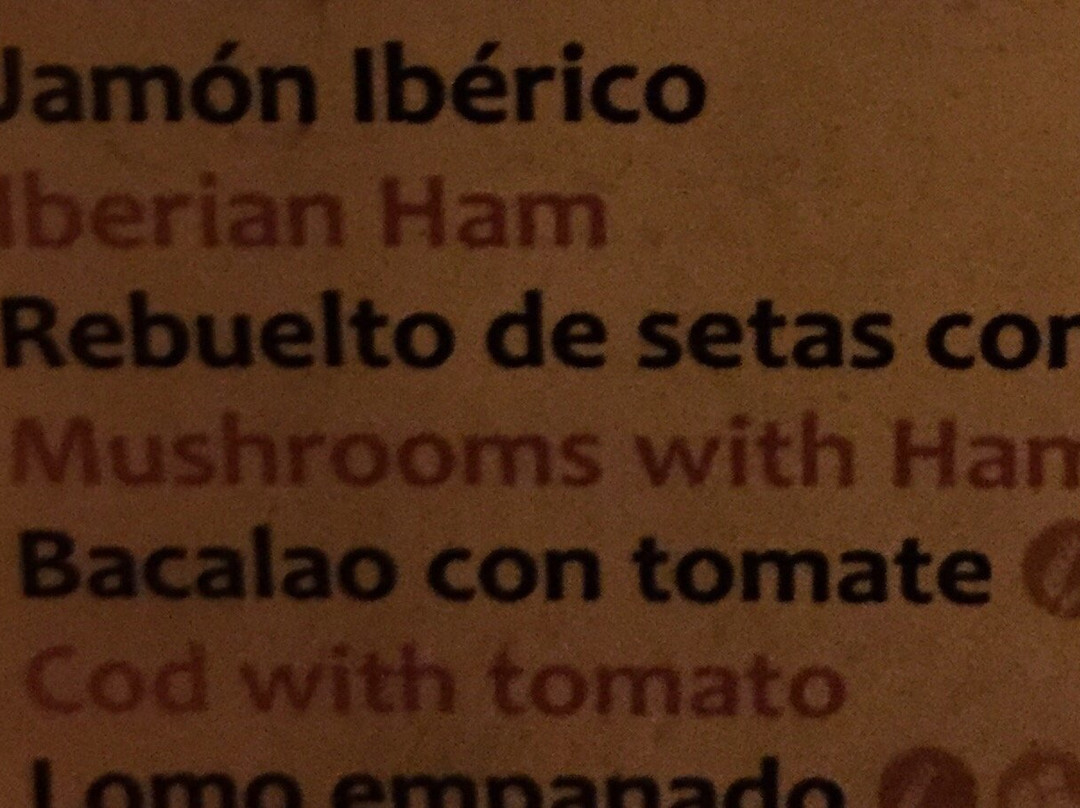 Jamón Ibérico
Iberian Ham
Rebuelto de setas con
Mushrooms with Ham
Bacalao con tomate
Cod with tomato
Lomo empanado